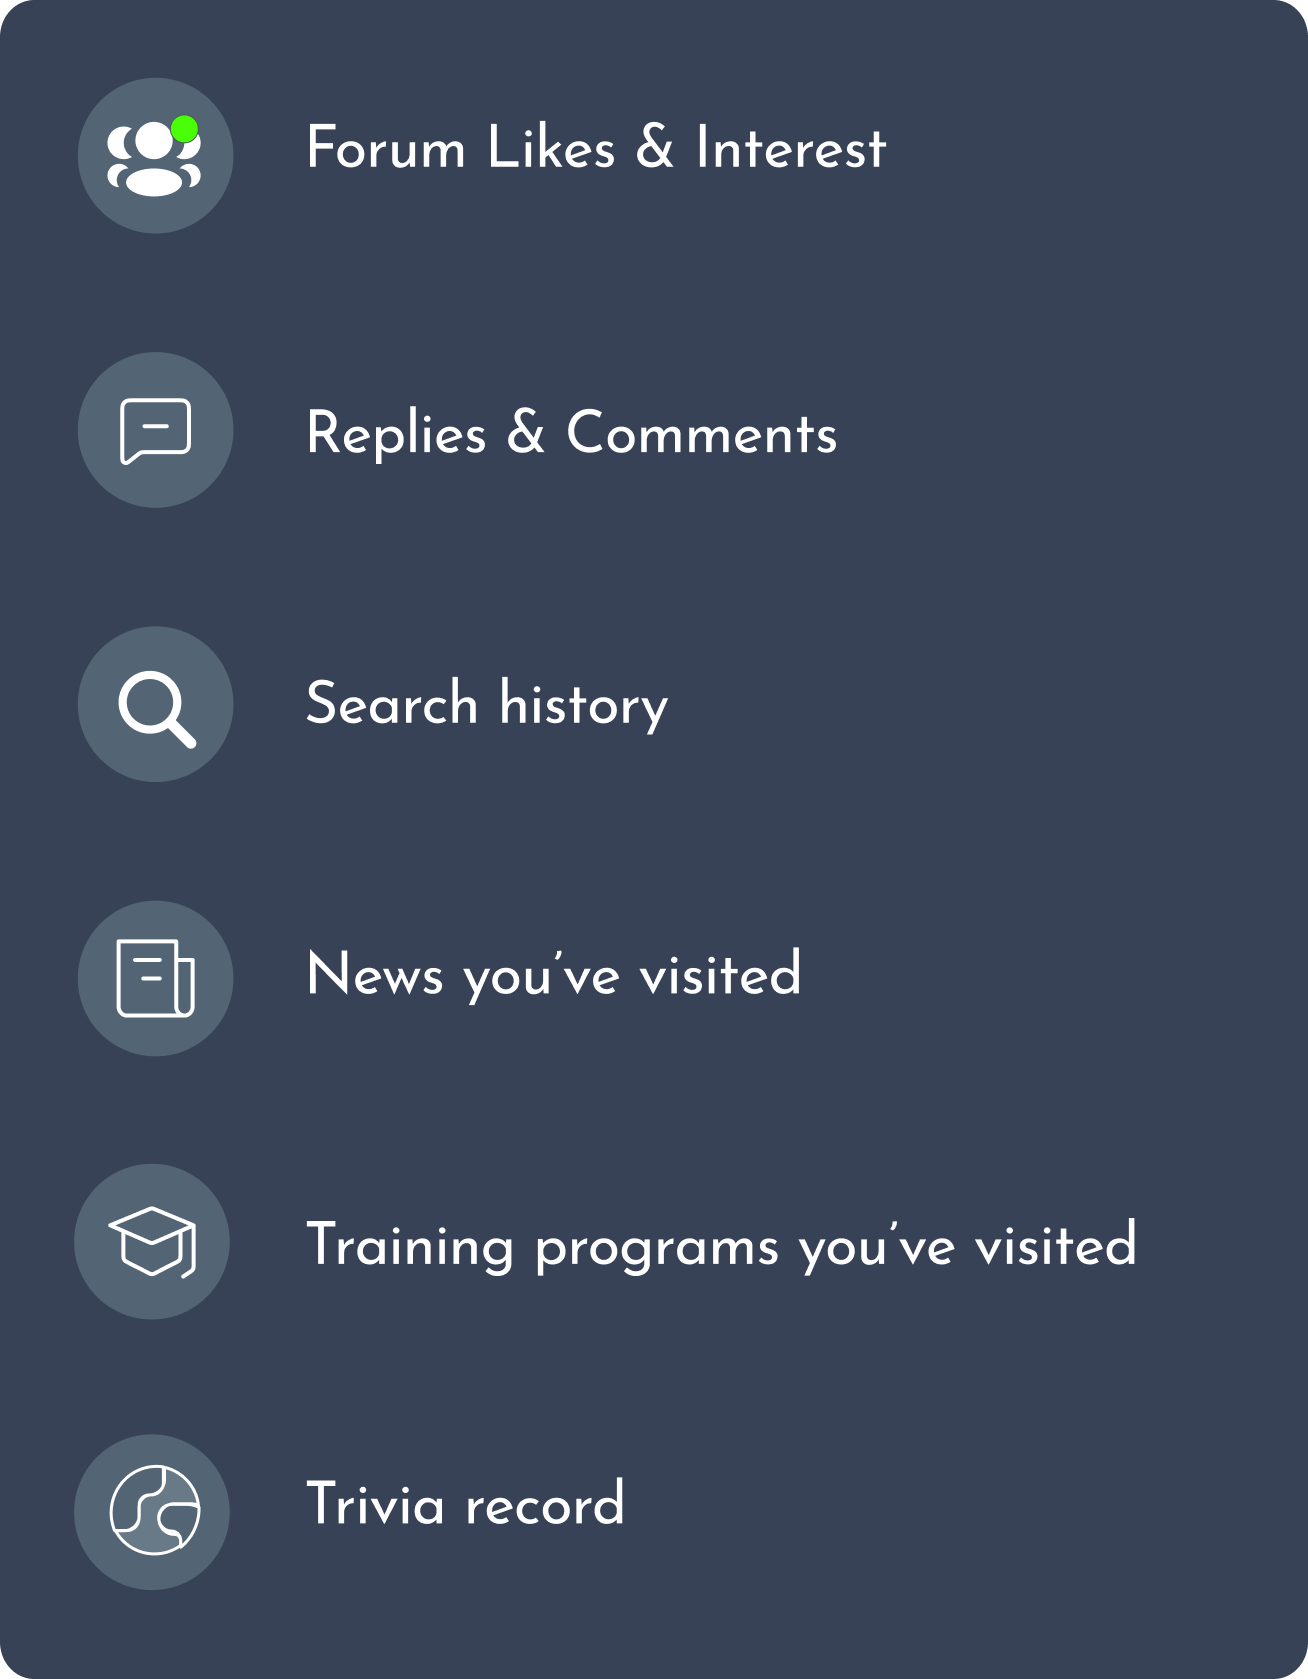 Forum Likes & Interest
Replies & Comments
Search history
News you’ve visited
Training programs you’ve visited
Trivia record